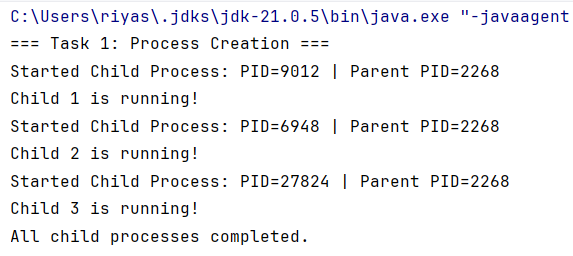 C:\Users\riyas\.jdks\jdk-21.0.5\bin\java.exe "-javaagent
=== Task 1: Process Creation ===
Started Child Process: PID=9012 | Parent PID=2268
Child 1 is running!
Started Child Process: PID=6948 | Parent PID=2268
Child 2 is running!
Started Child Process: PID=27824 | Parent PID=2268
Child 3 is running!
All child processes completed.